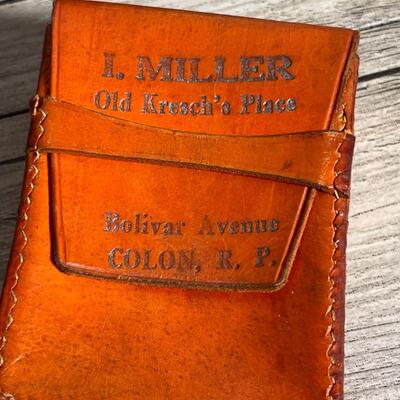 I. MILLER
Old Kresch's Place
Bolivar Avenue
COLON, R. P.